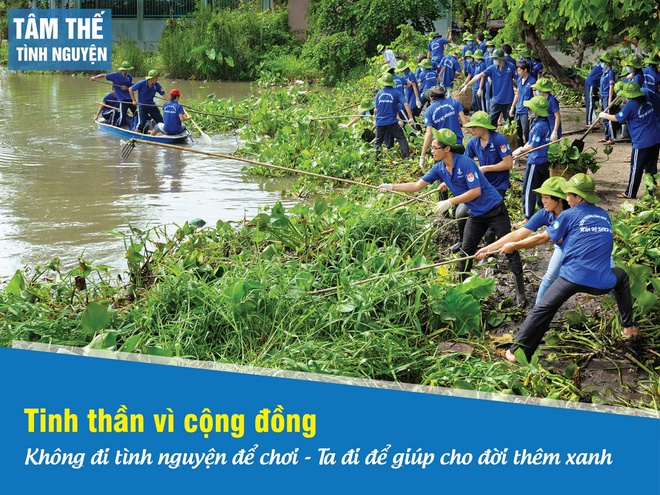 TÂM THẾ
TÌNH NGUYỆN
Tinh thần vì cộng đồng
Không đi tình nguyện để chơi - Ta đi để giúp cho đời thêm xanh